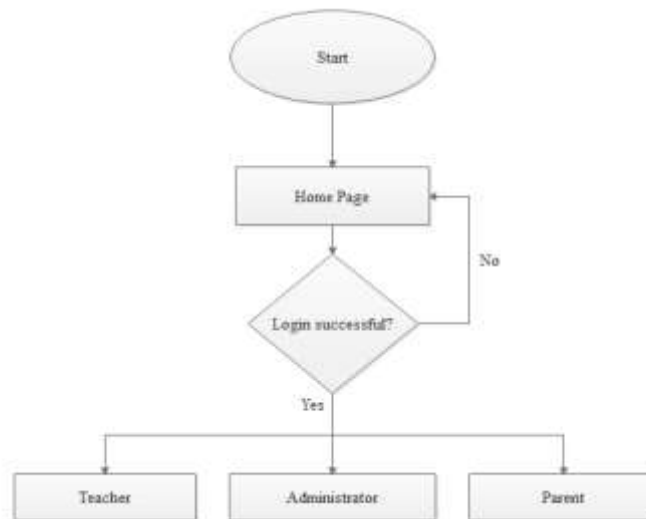 Start
Home Page
No
Login successful?
Yes
Teacher
Administrator
Parent